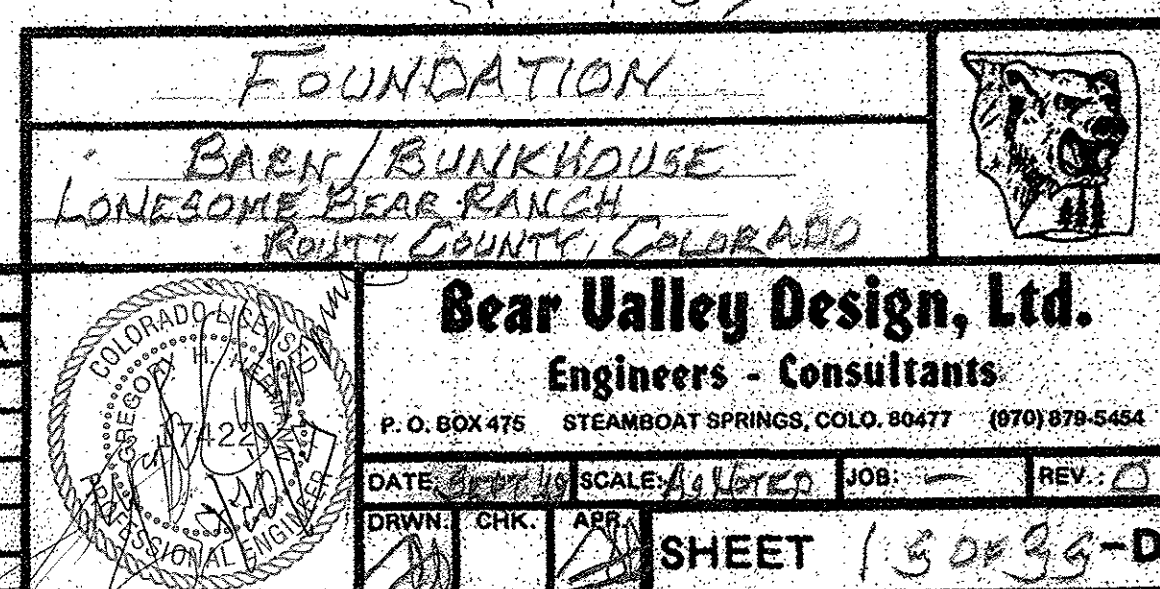 FOUNDATION
BARN / BUNKHOUSE
LONESOME BEAR RANCH
ROUTT COUNTY, COLORADO
Bear Valley Design, Ltd.
Engineers - Consultants
P. O. BOX 475 STEAMBOAT SPRINGS, COLO. 80477 (970) 879-5454
COLORADO LICENSED
GREGORY H.
PROFESSIONAL ENGINEER
DATE: SCALE: AS NOTED JOB: — REV.: 0
DRWN. CHK. APR.
SHEET